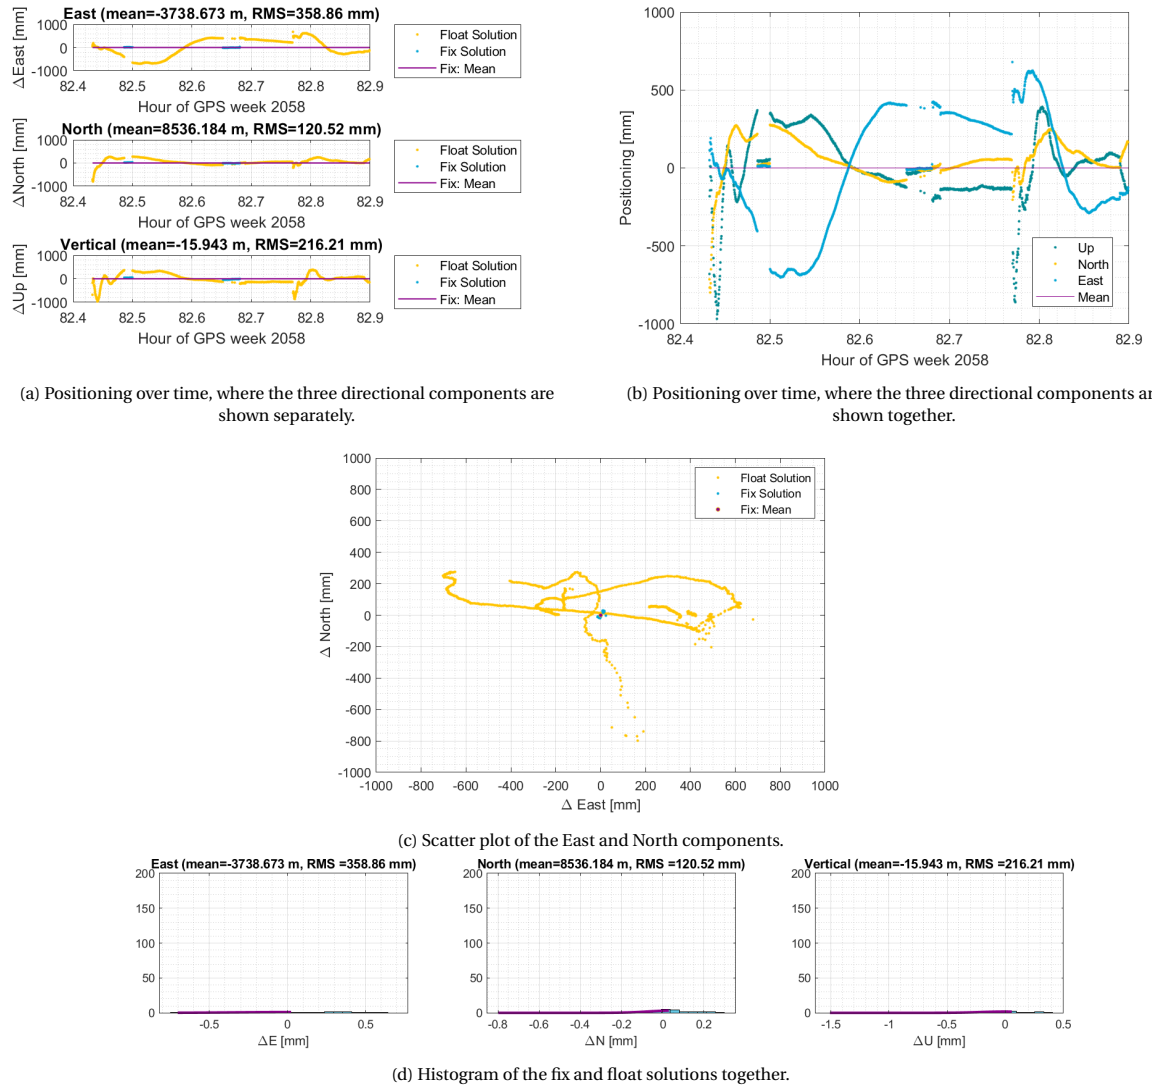 East (mean=-3738.673 m, RMS=358.86 mm)
1000
0
-1000
ΔEast [mm]
82.4 82.5 82.6 82.7 82.8 82.9
Hour of GPS week 2058
Float Solution
Fix Solution
Fix: Mean
North (mean=8536.184 m, RMS=120.52 mm)
1000
0
-1000
ΔNorth [mm]
82.4 82.5 82.6 82.7 82.8 82.9
Hour of GPS week 2058
Float Solution
Fix Solution
Fix: Mean
Vertical (mean=-15.943 m, RMS=216.21 mm)
1000
0
-1000
ΔUp [mm]
82.4 82.5 82.6 82.7 82.8 82.9
Hour of GPS week 2058
Float Solution
Fix Solution
Fix: Mean
(a) Positioning over time, where the three directional components are
shown separately.
1000
500
0
-500
-1000
Positioning [mm]
82.4 82.5 82.6 82.7 82.8 82.9
Hour of GPS week 2058
Up
North
East
Mean
(b) Positioning over time, where the three directional components ar
shown together.
1000
800
600
400
200
0
-200
-400
-600
-800
-1000
Δ North [mm]
-1000 -800 -600 -400 -200 0 200 400 600 800 1000
Δ East [mm]
Float Solution
Fix Solution
Fix: Mean
(c) Scatter plot of the East and North components.
East (mean=-3738.673 m, RMS =358.86 mm)
200
150
100
50
0
-0.5 0 0.5
ΔE [mm]
North (mean=8536.184 m, RMS =120.52 mm)
200
150
100
50
0
-0.8 -0.6 -0.4 -0.2 0 0.2
ΔN [mm]
Vertical (mean=-15.943 m, RMS =216.21 mm)
200
150
100
50
0
-1.5 -1 -0.5 0 0.5
ΔU [mm]
(d) Histogram of the fix and float solutions together.